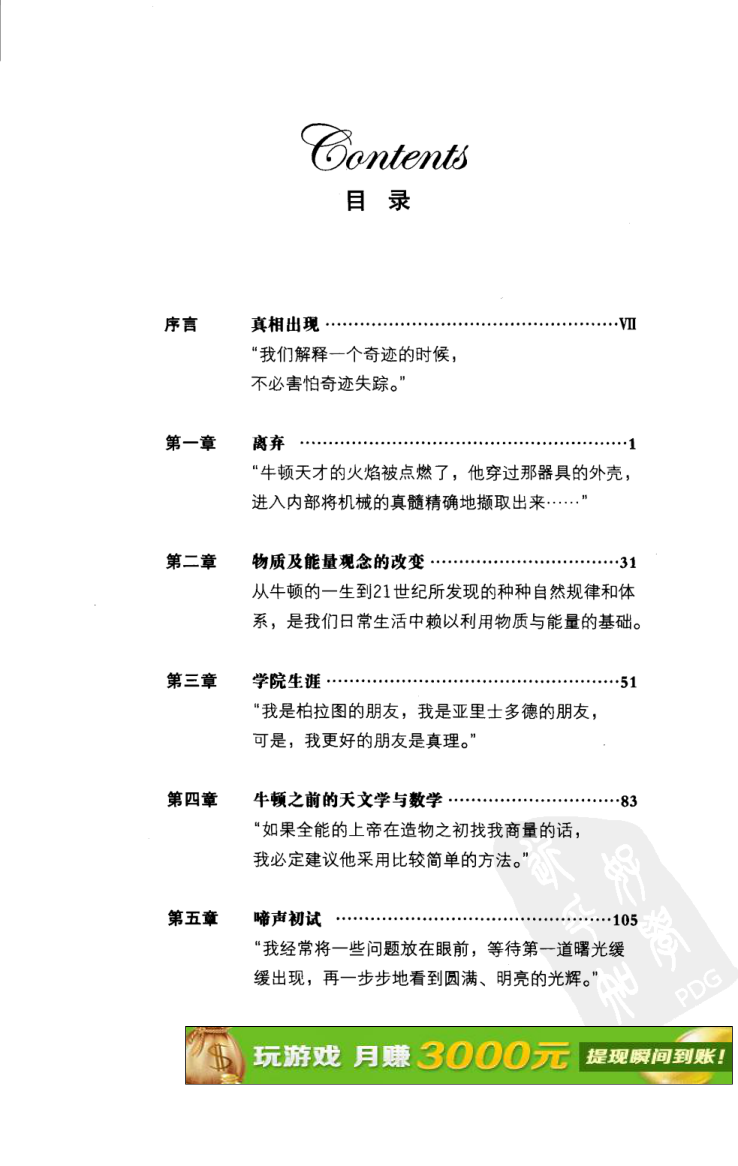 Contents
目 录
序言 真相出现 ……………………………………………VII
“我们解释一个奇迹的时候，
不必害怕奇迹失踪。”
第一章 离弃 …………………………………………………1
“牛顿天才的火焰被点燃了，他穿过那器具的外壳，
进入内部将机械的真髓精确地撷取出来……”
第二章 物质及能量观念的改变 ……………………………31
从牛顿的一生到21世纪所发现的种种自然规律和体
系，是我们日常生活中赖以利用物质与能量的基础。
第三章 学院生涯 ……………………………………………51
“我是柏拉图的朋友，我是亚里士多德的朋友，
可是，我更好的朋友是真理。”
第四章 牛顿之前的天文学与数学 …………………………83
“如果全能的上帝在造物之初找我商量的话，
我必定建议他采用比较简单的方法。”
第五章 啼声初试 …………………………………………105
“我经常将一些问题放在眼前，等待第一道曙光缓
缓出现，再一步步地看到圆满、明亮的光辉。”
PDG
玩游戏 月赚3000元 提现瞬间到账！